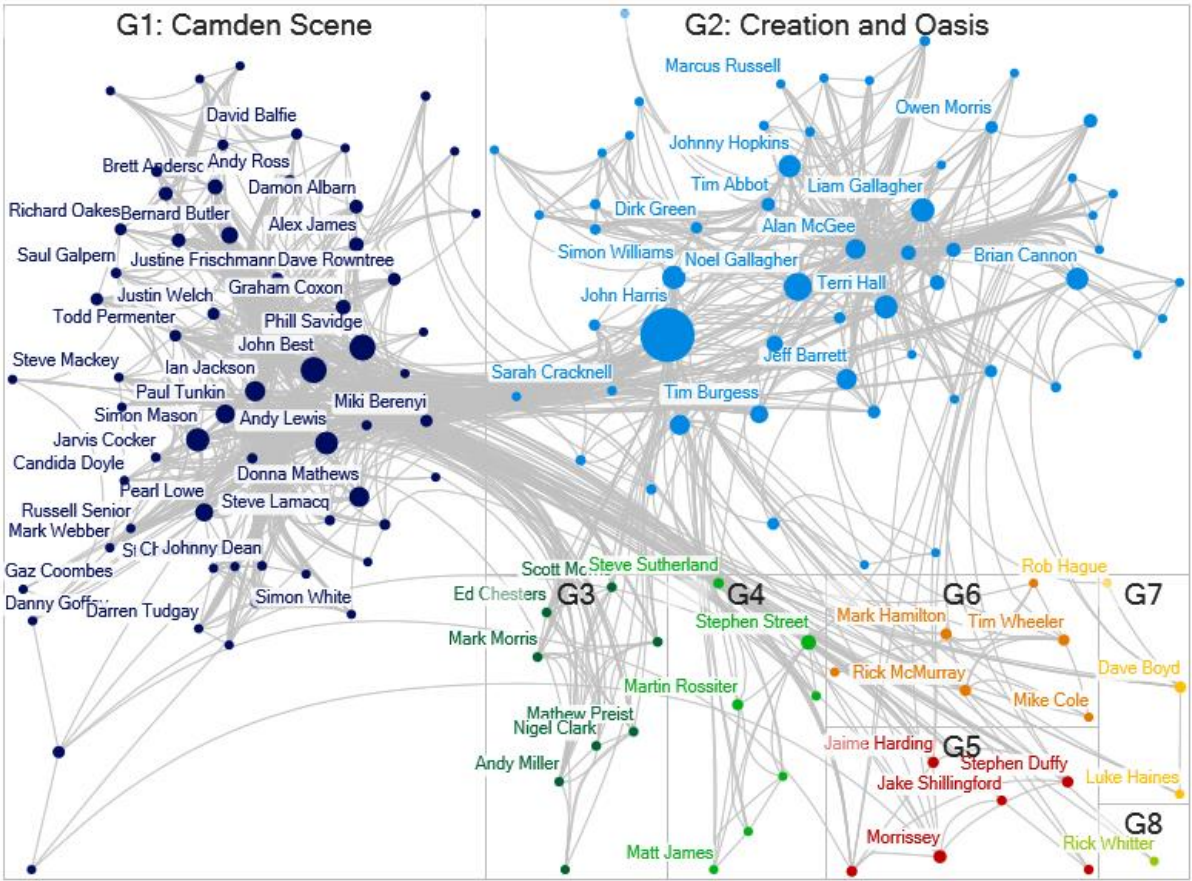 G1: Camden Scene
David Balfie
Andy Ross
Damon Albarn
Richard Oakes
Bernard Butler
Alex James
Saul Galpern
Justine Frischmann
Dave Rowntree
Graham Coxon
Justin Welch
Todd Permenter
Phill Savidge
John Best
Steve Mackey
Ian Jackson
Paul Tunkin
Miki Berenyi
Simon Mason
Andy Lewis
Jarvis Cocker
Candida Doyle
Donna Mathews
Pearl Lowe
Steve Lamacq
Russell Senior
Mark Webber
Johnny Dean
Gaz Coombes
Simon White
Danny
Darren Tudgay
G2: Creation and Oasis
Marcus Russell
Owen Morris
Johnny Hopkins
Tim Abbot
Liam Gallagher
Dirk Green
Alan McGee
Simon Williams
Noel Gallagher
Brian Cannon
Terri Hall
John Harris
Jeff Barrett
Sarah Cracknell
Tim Burgess
G3
Scott
Ed Chesters
Mark Morris
Mathew Preist
Nigel Clark
Andy Miller
G4
Steve Sutherland
Stephen Street
Martin Rossiter
Matt James
G6
Rob Hague
Mark Hamilton
Tim Wheeler
Rick McMurray
Mike Cole
G5
Jaime Harding
Stephen Duffy
Jake Shillingford
Morrissey
G7
Dave Boyd
Luke Haines
G8
Rick Whitter